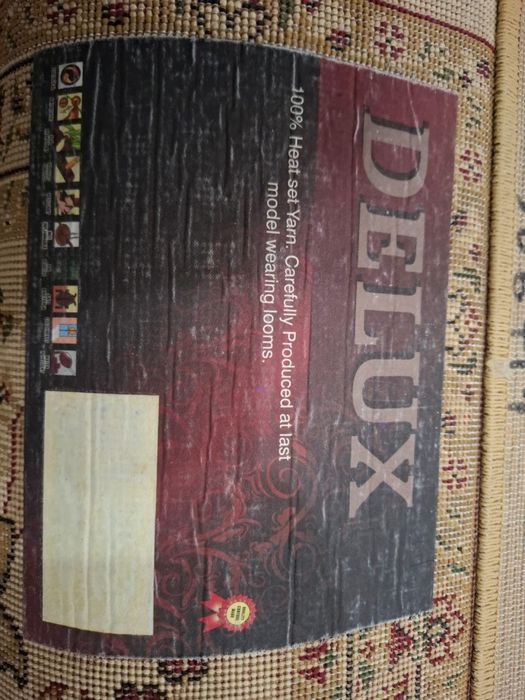 DELUX
100% Heat set Yarn. Carefully Produced at last
model wearing looms.